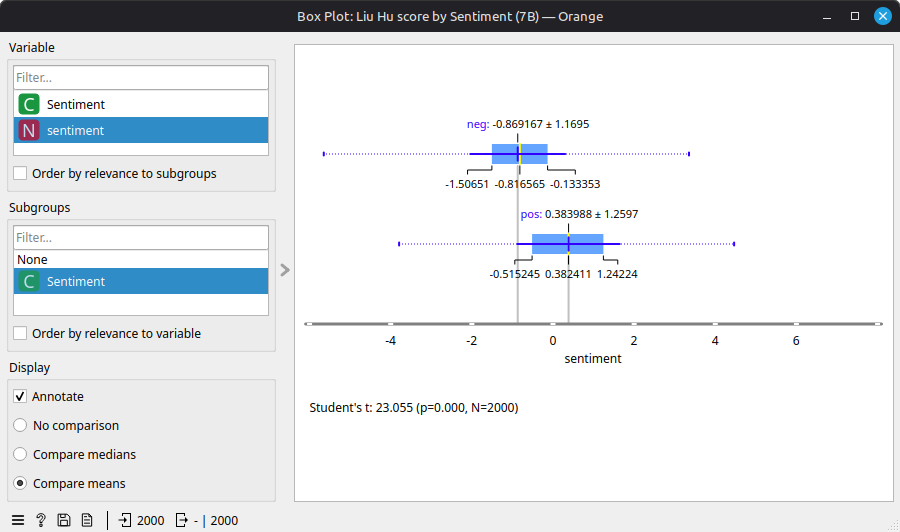 Box Plot: Liu Hu score by Sentiment (7B) — Orange
Variable
Filter...
C Sentiment
N sentiment
Order by relevance to subgroups
Subgroups
Filter...
None
C Sentiment
Order by relevance to variable
Display
Annotate
No comparison
Compare medians
Compare means
2000 - | 2000
neg: -0.869167 ± 1.1695
-1.50651 -0.816565 -0.133353
pos: 0.383988 ± 1.2597
-0.515245 0.382411 1.24224
-4 -2 0 2 4 6
sentiment
Student's t: 23.055 (p=0.000, N=2000)